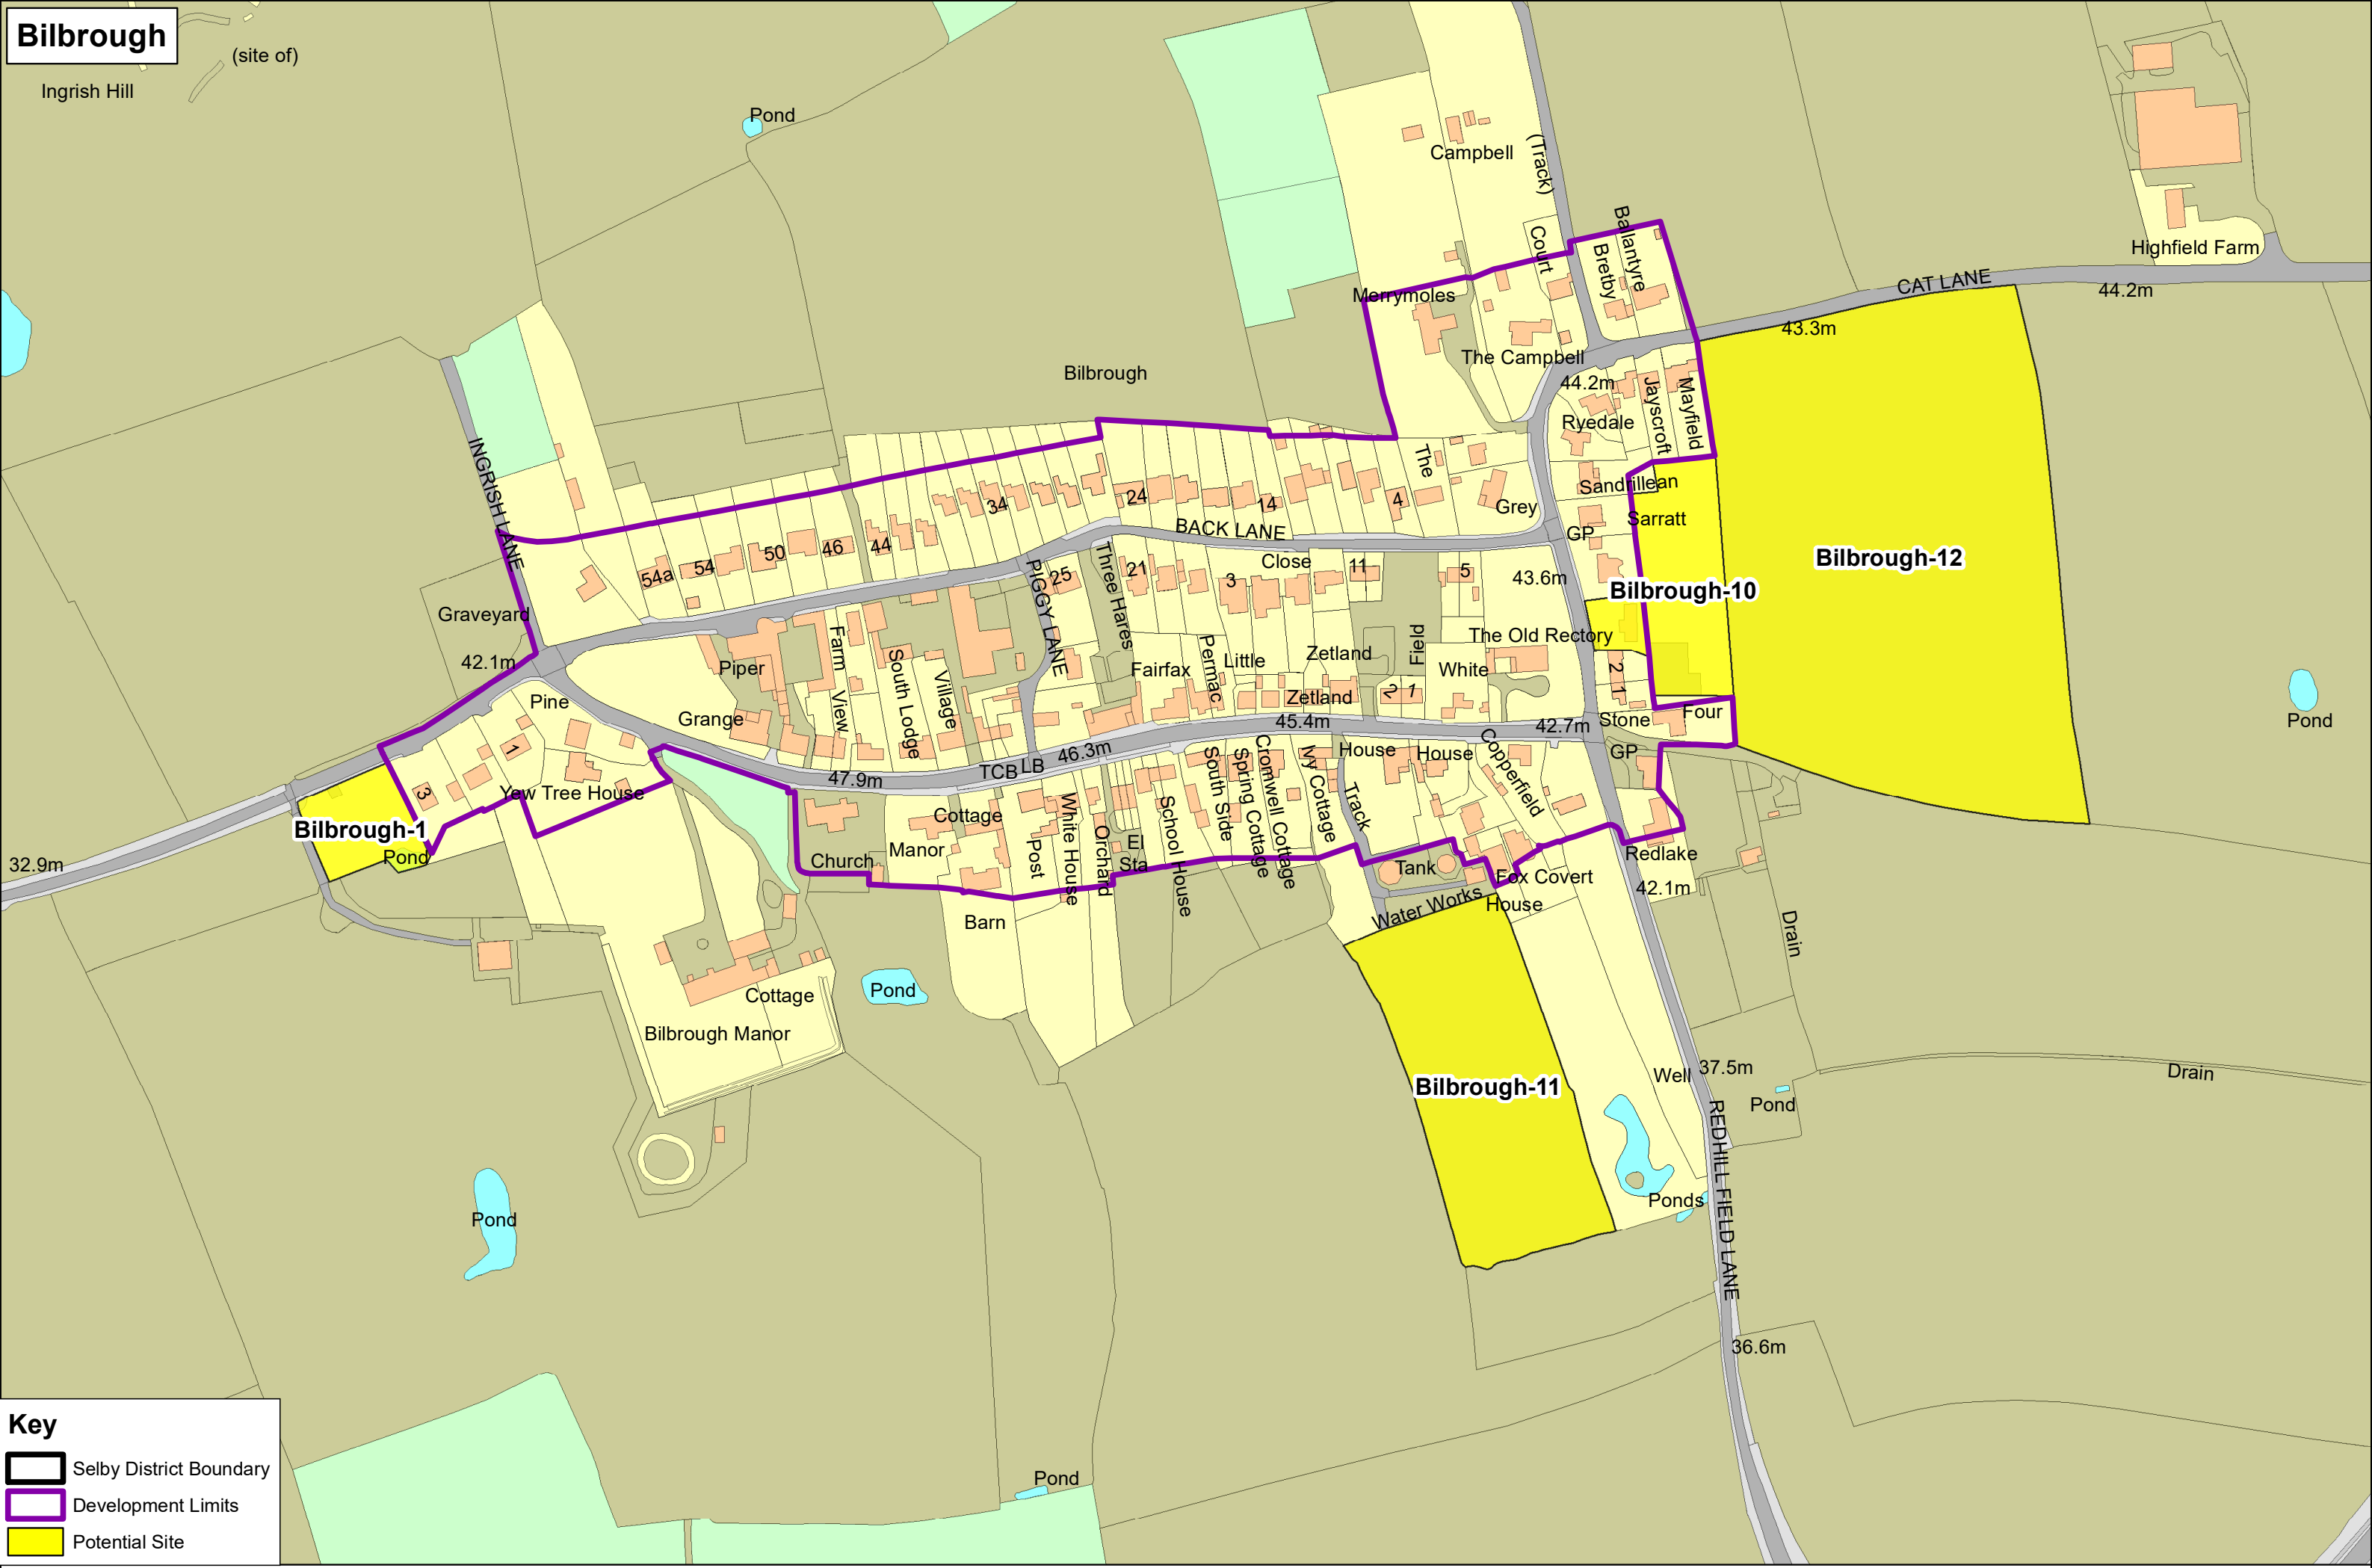 Bilbrough
(site of)
Ingrish Hill
Pond
Campbell
(Track)
Court
Ballantyre
Bretby
Highfield Farm
CAT LANE
44.2m
43.3m
Merrymoles
The Campbell
Bilbrough
44.2m
Jayscroft
Mayfield
Ryedale
The
Sandrillean
Sarratt
Grey
GP
INGRISH LANE
24
14
4
34
BACK LANE
44
46
50
54
54a
PIGGY LANE
25
Three Hares
21
Close
3
11
5
43.6m
Bilbrough-12
Bilbrough-10
Graveyard
42.1m
Piper
Farm View
South Lodge
Village
Fairfax
Permac
Little
Zetland
Field
White
The Old Rectory
2
1
Pine
Grange
Zetland
2
1
45.4m
42.7m
Stone
Four
GP
Pond
1
3
Yew Tree House
47.9m
TCB
LB
46.3m
House
House
Copperfield
Bilbrough-1
Pond
32.9m
Church
Manor
Cottage
Post
White House
Orchard
El
Sta
School House
South Side
Spring Cottage
Cromwell Cottage
Ivy Cottage
Track
Tank
Fox Covert
House
Redlake
42.1m
Water Works
Barn
Drain
Pond
Cottage
Bilbrough Manor
Bilbrough-11
Well
37.5m
Pond
Drain
REDHILL FIELD LANE
Ponds
Pond
36.6m
Pond
Key
Selby District Boundary
Development Limits
Potential Site